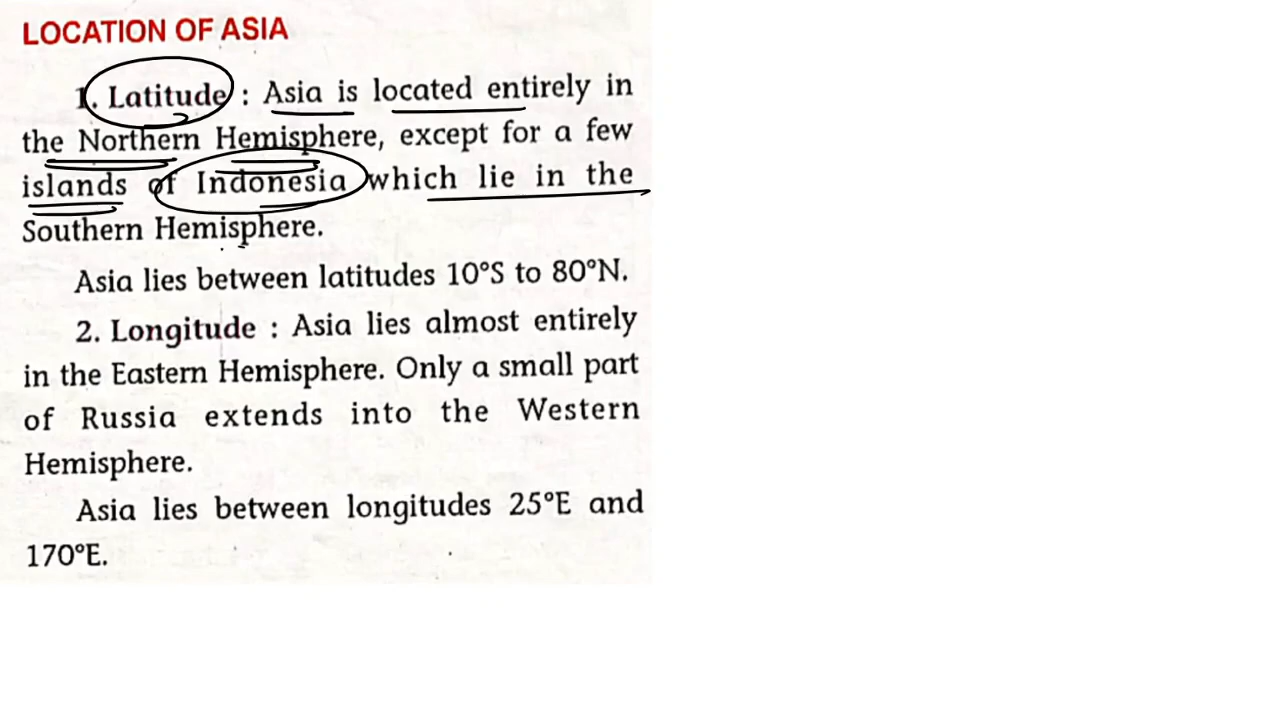 LOCATION OF ASIA
1. Latitude : Asia is located entirely in
the Northern Hemisphere, except for a few
islands of Indonesia which lie in the
Southern Hemisphere.
Asia lies between latitudes 10°S to 80°N.
2. Longitude : Asia lies almost entirely
in the Eastern Hemisphere. Only a small part
of Russia extends into the Western
Hemisphere.
Asia lies between longitudes 25°E and
170°E.